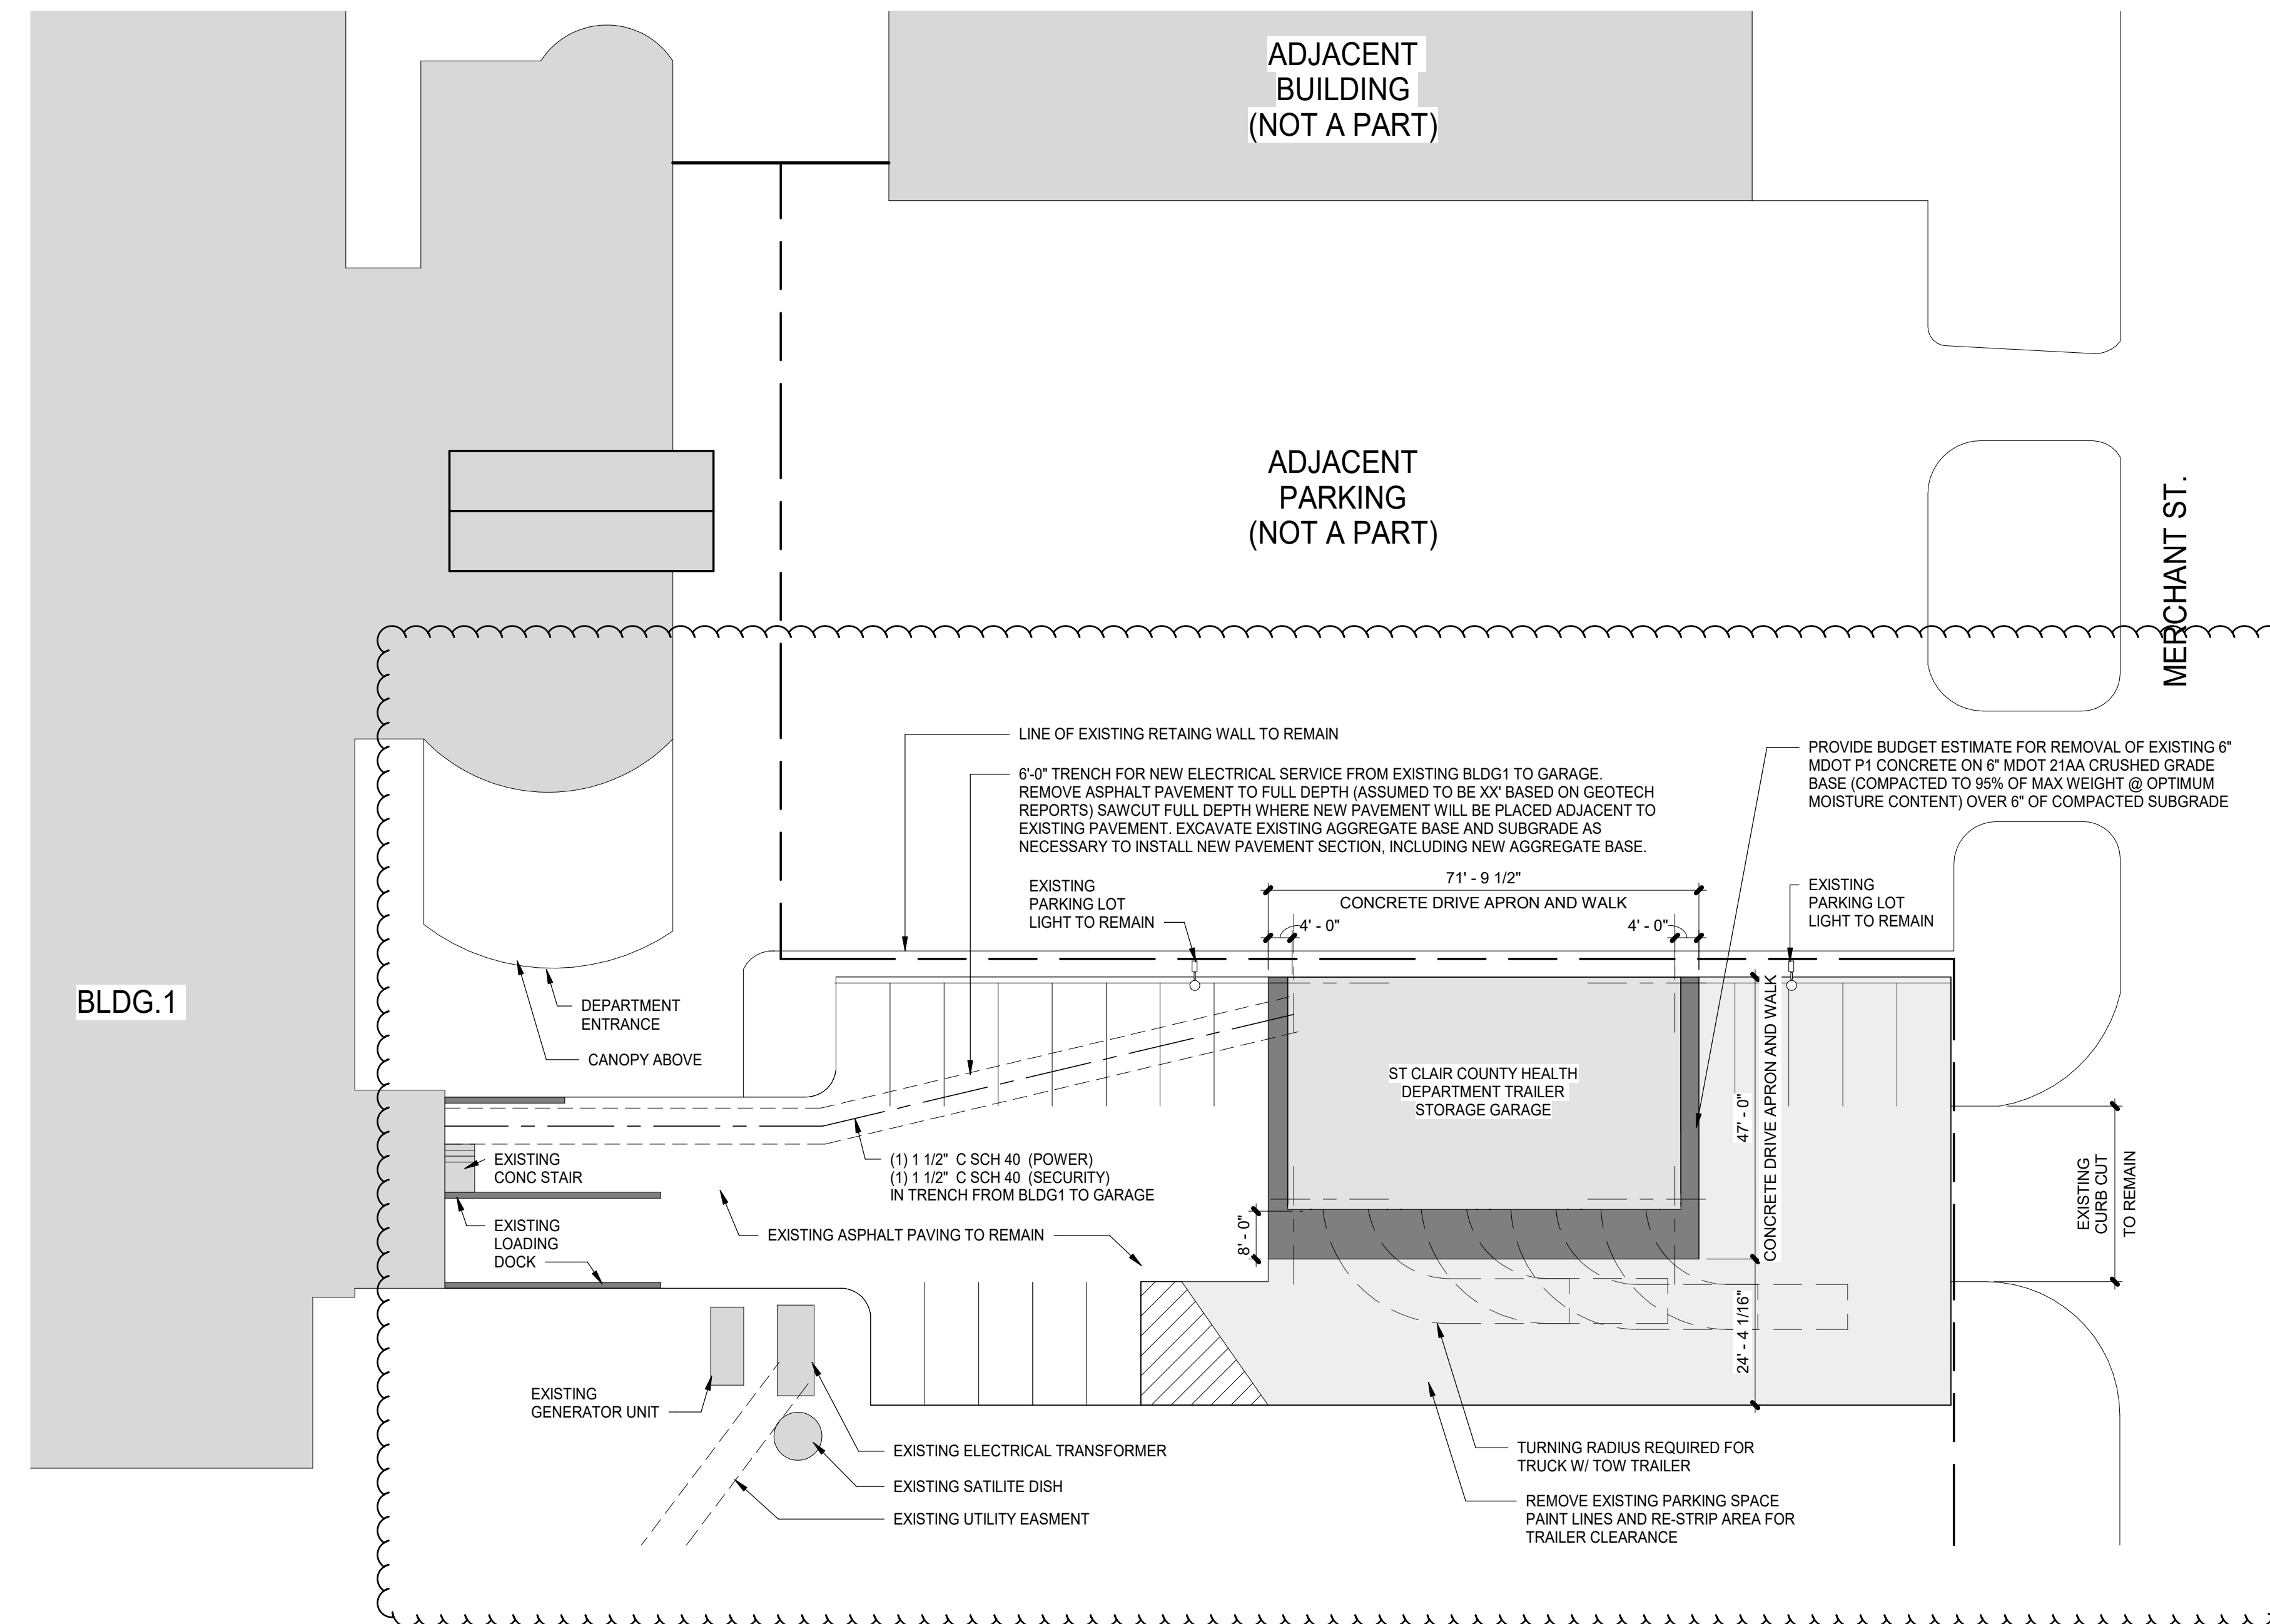 ADJACENT
BUILDING
(NOT A PART)
ADJACENT
PARKING
(NOT A PART)
MERCHANT ST.
LINE OF EXISTING RETAING WALL TO REMAIN
6'-0" TRENCH FOR NEW ELECTRICAL SERVICE FROM EXISTING BLDG1 TO GARAGE.
REMOVE ASPHALT PAVEMENT TO FULL DEPTH (ASSUMED TO BE XX' BASED ON GEOTECH
REPORTS) SAWCUT FULL DEPTH WHERE NEW PAVEMENT WILL BE PLACED ADJACENT TO
EXISTING PAVEMENT. EXCAVATE EXISTING AGGREGATE BASE AND SUBGRADE AS
NECESSARY TO INSTALL NEW PAVEMENT SECTION, INCLUDING NEW AGGREGATE BASE.
PROVIDE BUDGET ESTIMATE FOR REMOVAL OF EXISTING 6"
MDOT P1 CONCRETE ON 6" MDOT 21AA CRUSHED GRADE
BASE (COMPACTED TO 95% OF MAX WEIGHT @ OPTIMUM
MOISTURE CONTENT) OVER 6" OF COMPACTED SUBGRADE
EXISTING
PARKING LOT
LIGHT TO REMAIN
71' - 9 1/2"
CONCRETE DRIVE APRON AND WALK
4' - 0"
4' - 0"
EXISTING
PARKING LOT
LIGHT TO REMAIN
BLDG.1
DEPARTMENT
ENTRANCE
CANOPY ABOVE
ST CLAIR COUNTY HEALTH
DEPARTMENT TRAILER
STORAGE GARAGE
47' - 0"
CONCRETE DRIVE APRON AND WALK
EXISTING
CONC STAIR
(1) 1 1/2" C SCH 40 (POWER)
(1) 1 1/2" C SCH 40 (SECURITY)
IN TRENCH FROM BLDG1 TO GARAGE
EXISTING
CURB CUT
TO REMAIN
EXISTING
LOADING
DOCK
EXISTING ASPHALT PAVING TO REMAIN
8' - 0"
24' - 4 1/16"
EXISTING
GENERATOR UNIT
EXISTING ELECTRICAL TRANSFORMER
EXISTING SATILITE DISH
EXISTING UTILITY EASMENT
TURNING RADIUS REQUIRED FOR
TRUCK W/ TOW TRAILER
REMOVE EXISTING PARKING SPACE
PAINT LINES AND RE-STRIP AREA FOR
TRAILER CLEARANCE